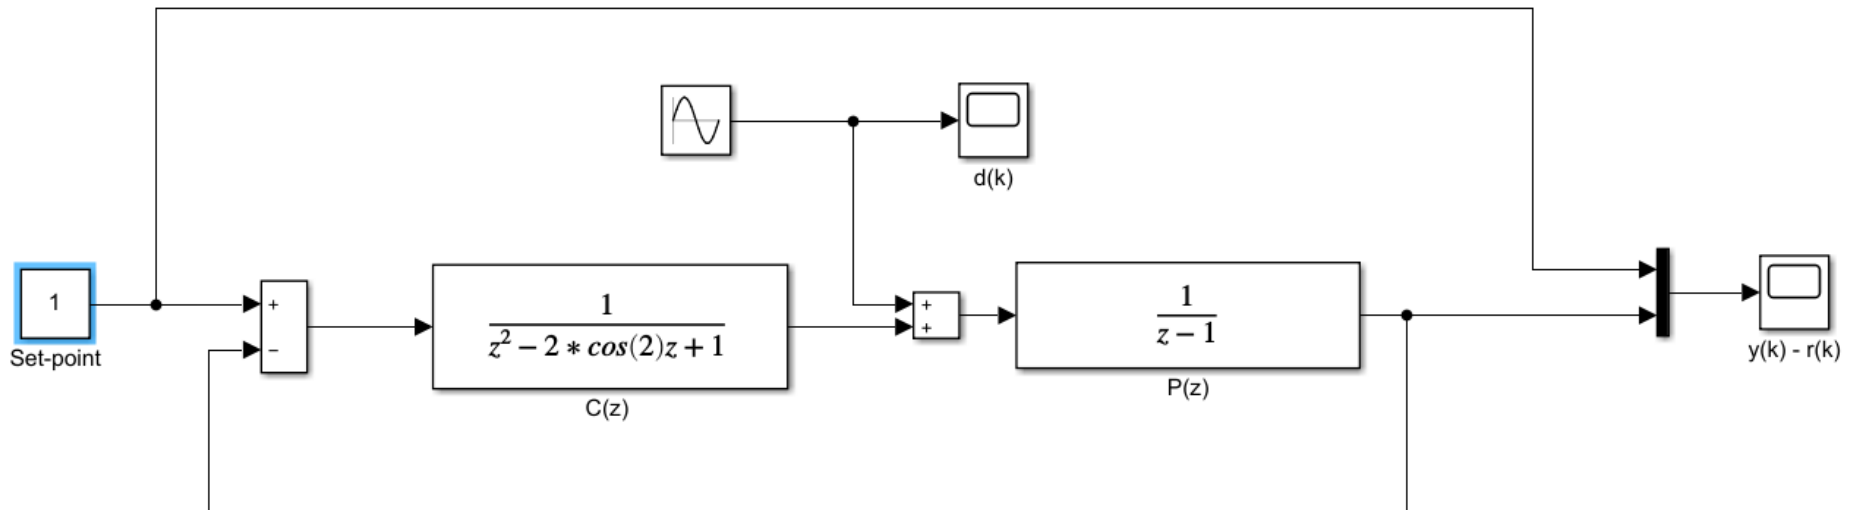 d(k)
1
Set-point
+
−
1
z² − 2 * cos(2)z + 1
C(z)
+
+
1
z − 1
P(z)
y(k) - r(k)